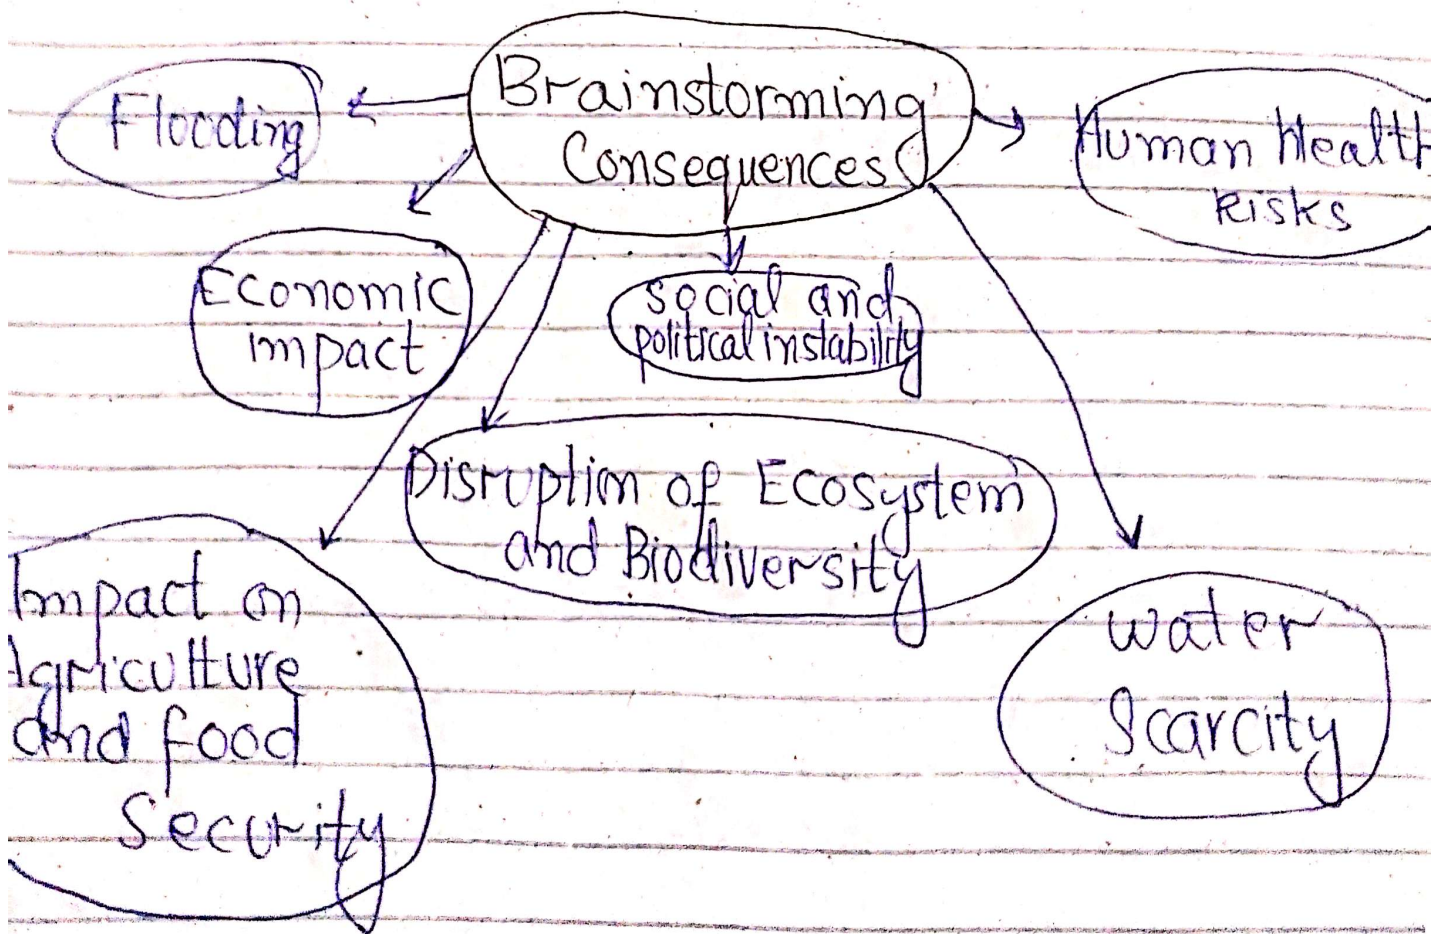 Brainstorming
Consequences
Flooding
Human Health
Risks
Economic
impact
social and
political instability
Disruption of Ecosystem
and Biodiversity
Impact on
Agriculture
and food
Security
water
Scarcity